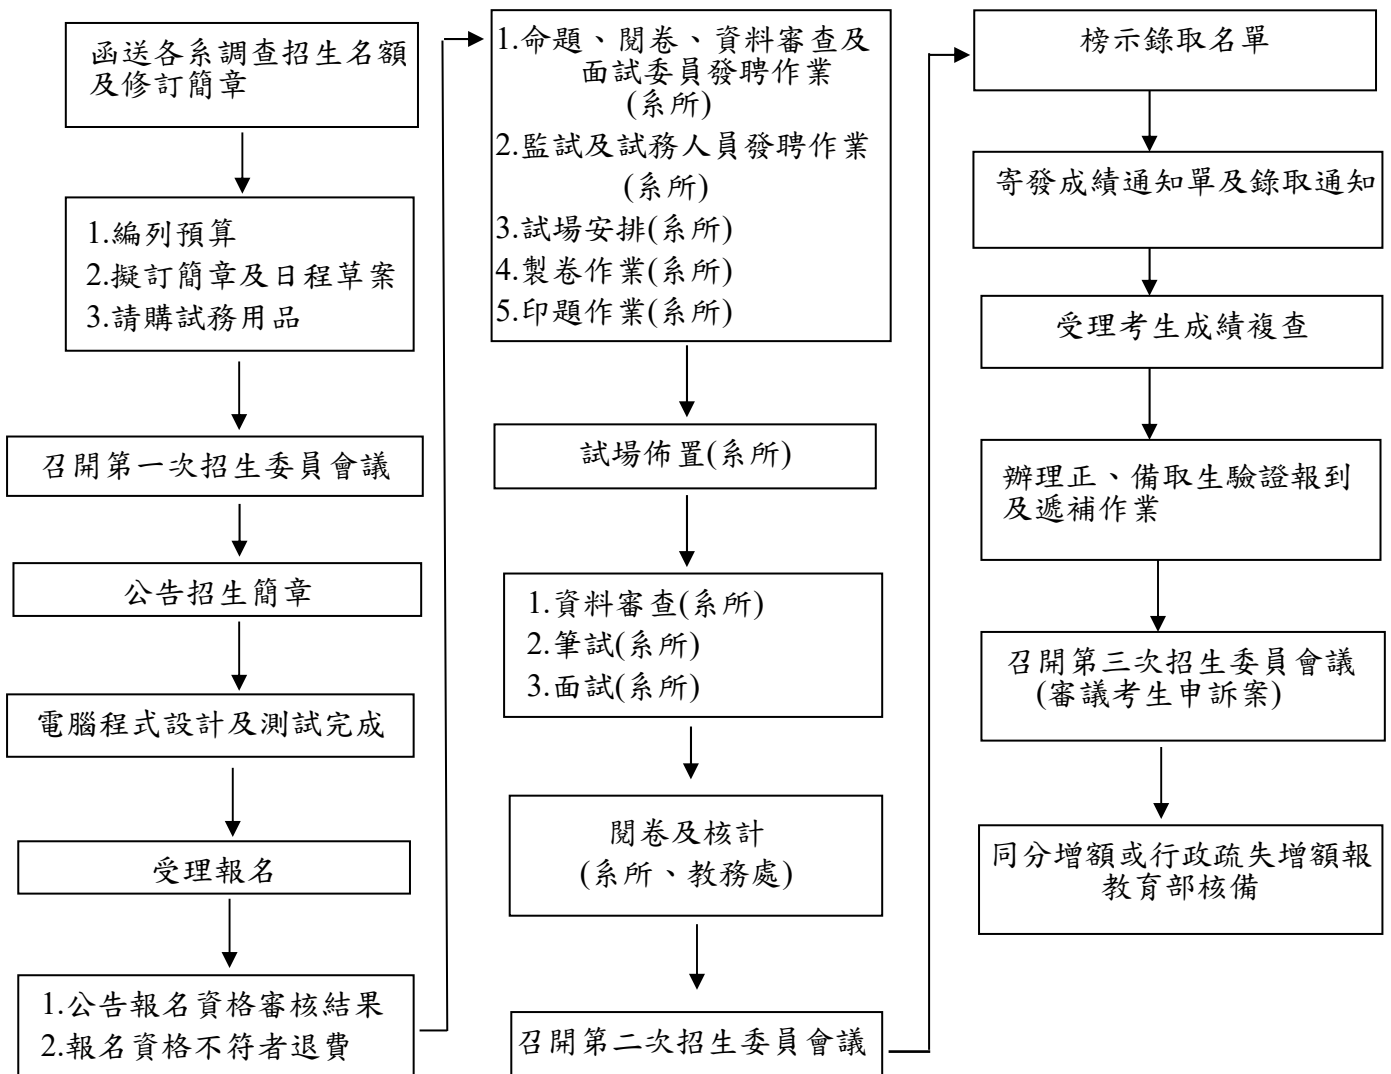 函送各系調查招生名額
及修訂簡章
1.編列預算
2.擬訂簡章及日程草案
3.請購試務用品
召開第一次招生委員會議
公告招生簡章
電腦程式設計及測試完成
受理報名
1.公告報名資格審核結果
2.報名資格不符者退費
1.命題、閱卷、資料審查及
面試委員發聘作業
(系所)
2.監試及試務人員發聘作業
(系所)
3.試場安排(系所)
4.製卷作業(系所)
5.印題作業(系所)
試場佈置(系所)
1.資料審查(系所)
2.筆試(系所)
3.面試(系所)
閱卷及核計
(系所、教務處)
召開第二次招生委員會議
榜示錄取名單
寄發成績通知單及錄取通知
受理考生成績複查
辦理正、備取生驗證報到
及遞補作業
召開第三次招生委員會議
(審議考生申訴案)
同分增額或行政疏失增額報
教育部核備